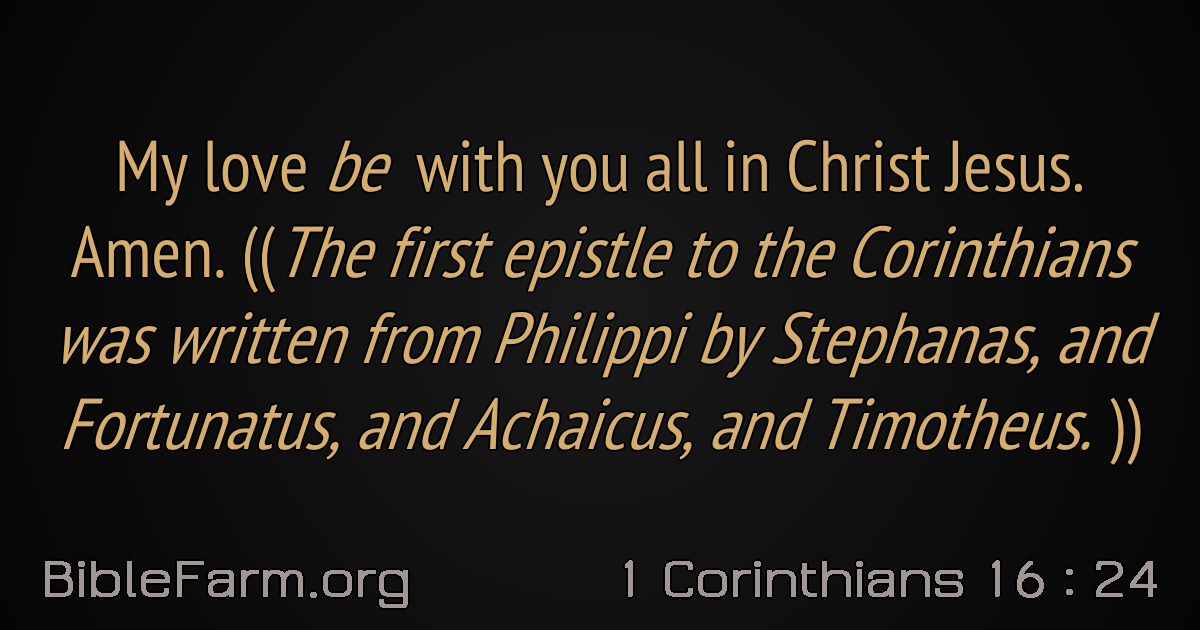 My love be with you all in Christ Jesus.
Amen. ((The first epistle to the Corinthians
was written from Philippi by Stephanas, and
Fortunatus, and Achaicus, and Timotheus. ))
BibleFarm.org
1 Corinthians 16 : 24